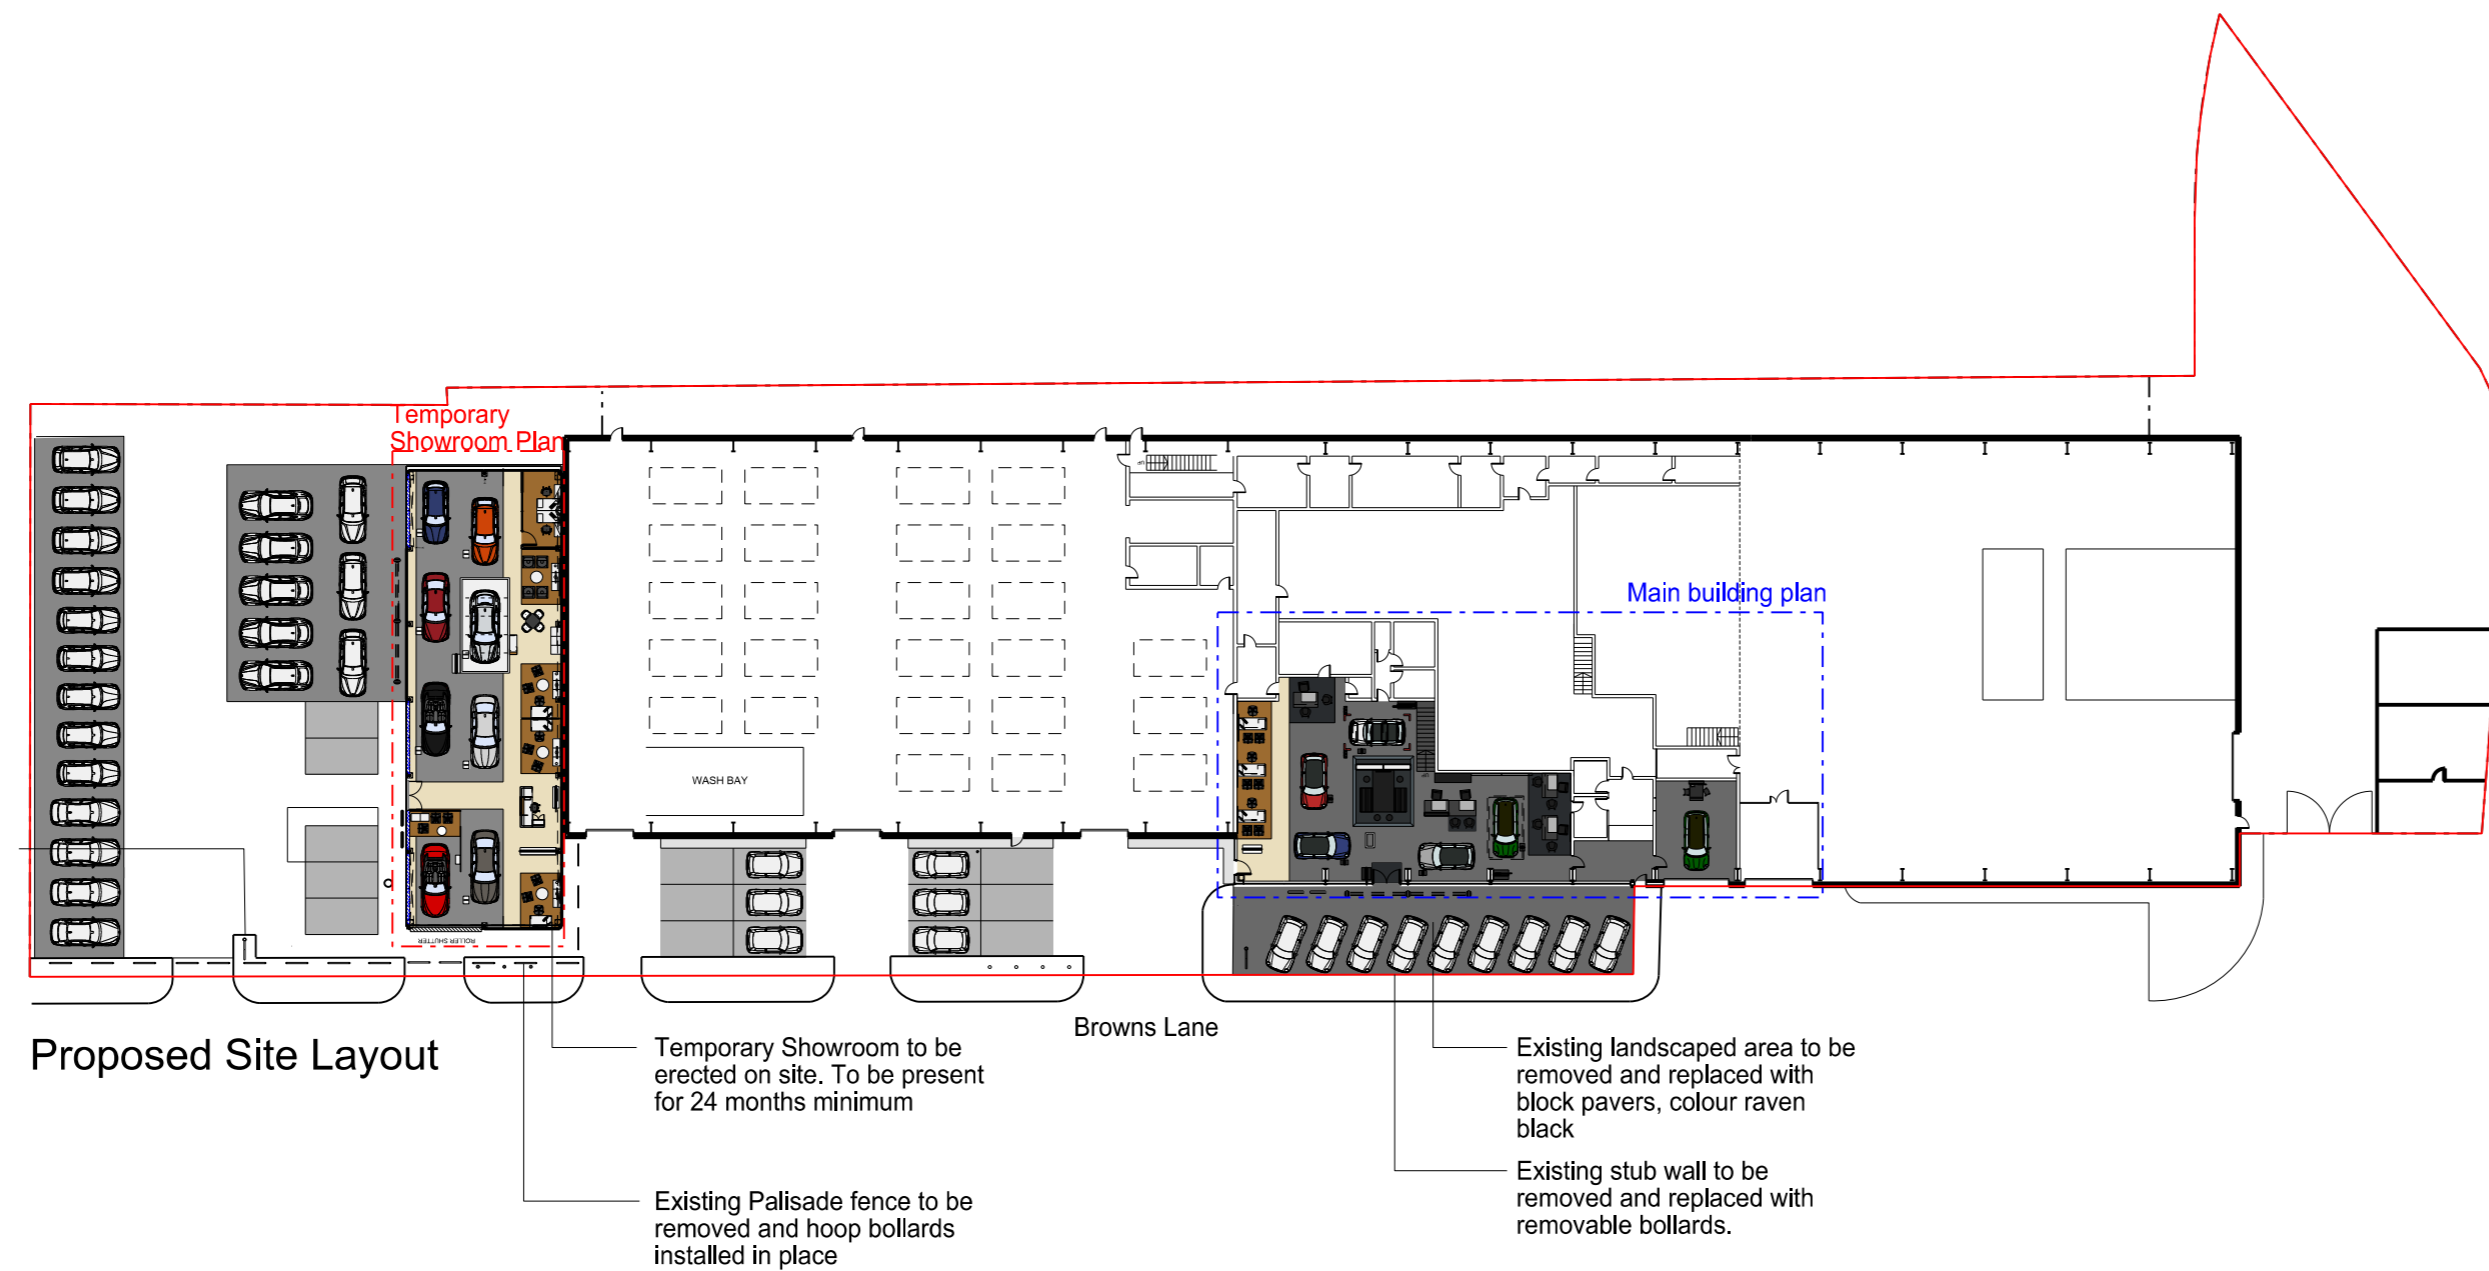 Temporary
Showroom Plan
Main building plan
WASH BAY
ROLLER SHUTTER
Browns Lane
Proposed Site Layout
Temporary Showroom to be
erected on site. To be present
for 24 months minimum
Existing landscaped area to be
removed and replaced with
block pavers, colour raven
black
Existing stub wall to be
removed and replaced with
removable bollards.
Existing Palisade fence to be
removed and hoop bollards
installed in place